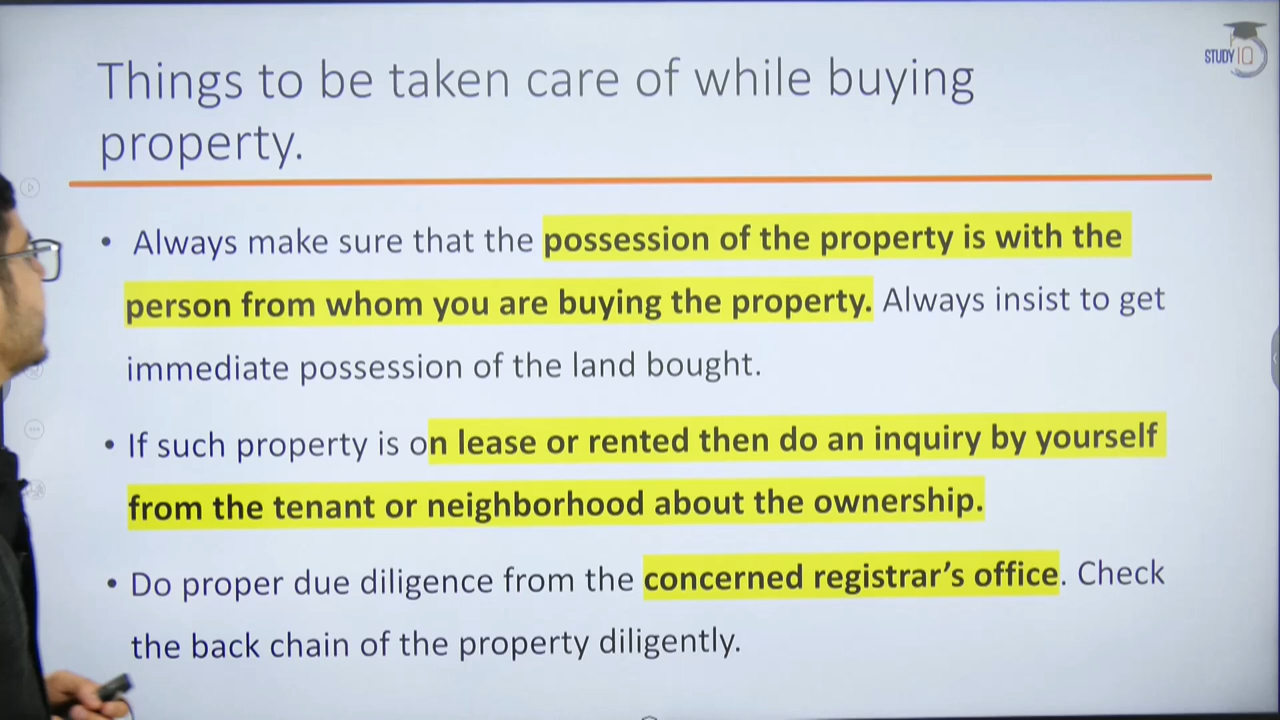 STUDY IQ
Things to be taken care of while buying
property.
• Always make sure that the possession of the property is with the
person from whom you are buying the property. Always insist to get
immediate possession of the land bought.
• If such property is on lease or rented then do an inquiry by yourself
from the tenant or neighborhood about the ownership.
• Do proper due diligence from the concerned registrar’s office. Check
the back chain of the property diligently.